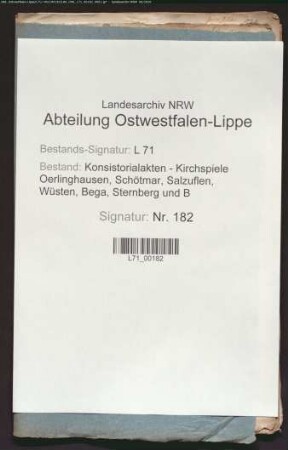 Landesarchiv NRW
Abteilung Ostwestfalen-Lippe
Bestands-Signatur: L 71
Bestand: Konsistorialakten - Kirchspiele
Oerlinghausen, Schötmar, Salzuflen,
Wüsten, Bega, Sternberg und B
Signatur: Nr. 182
L71_00182